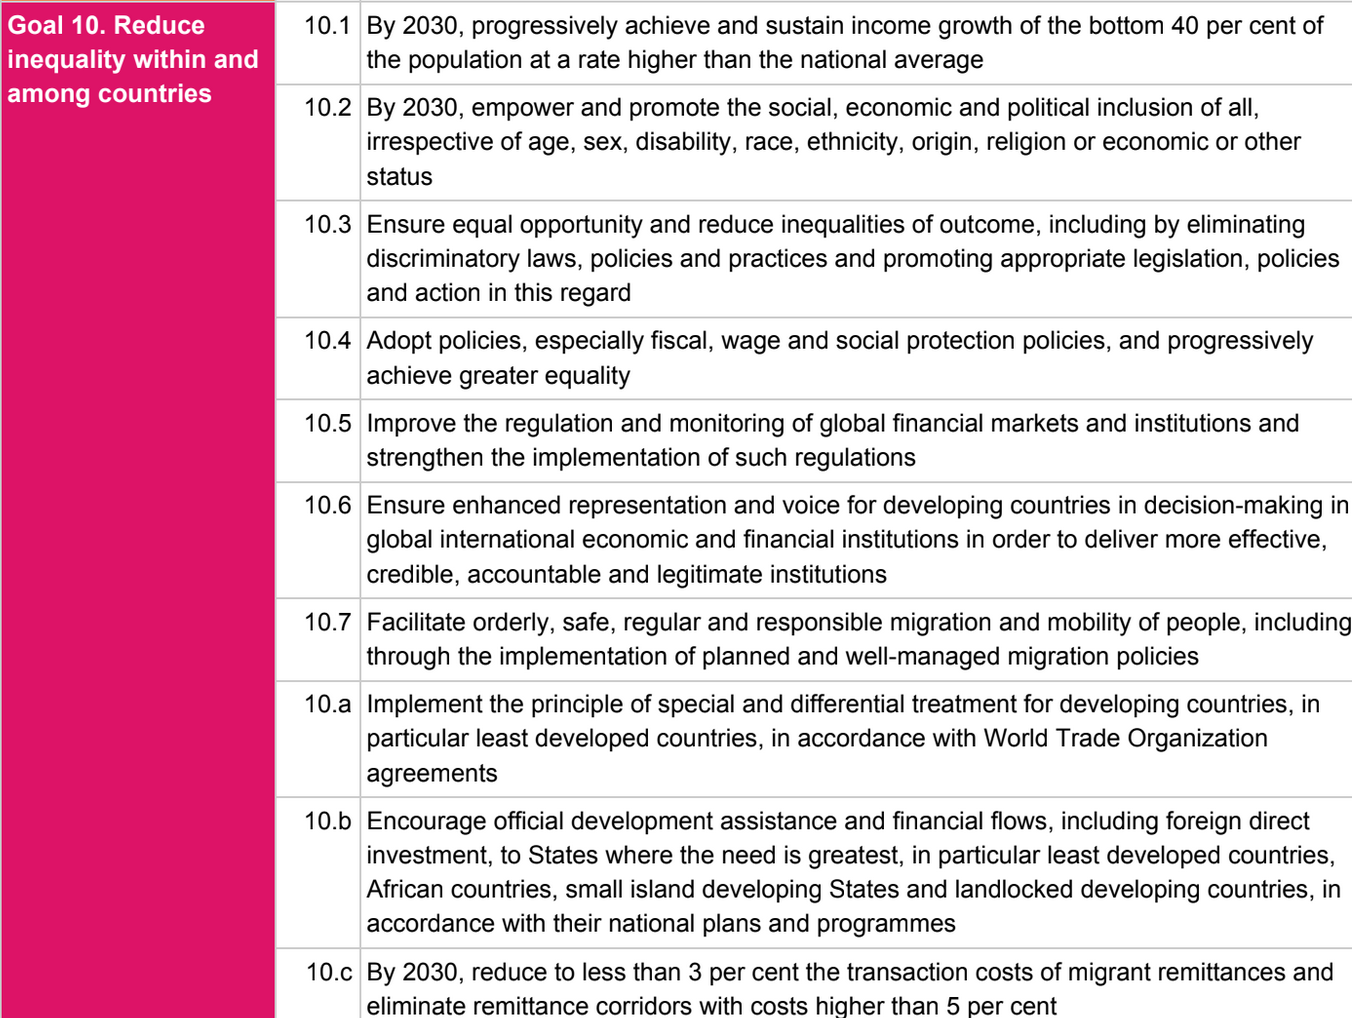 Goal 10. Reduce
inequality within and
among countries
10.1 By 2030, progressively achieve and sustain income growth of the bottom 40 per cent of
the population at a rate higher than the national average
10.2 By 2030, empower and promote the social, economic and political inclusion of all,
irrespective of age, sex, disability, race, ethnicity, origin, religion or economic or other
status
10.3 Ensure equal opportunity and reduce inequalities of outcome, including by eliminating
discriminatory laws, policies and practices and promoting appropriate legislation, policies
and action in this regard
10.4 Adopt policies, especially fiscal, wage and social protection policies, and progressively
achieve greater equality
10.5 Improve the regulation and monitoring of global financial markets and institutions and
strengthen the implementation of such regulations
10.6 Ensure enhanced representation and voice for developing countries in decision-making in
global international economic and financial institutions in order to deliver more effective,
credible, accountable and legitimate institutions
10.7 Facilitate orderly, safe, regular and responsible migration and mobility of people, including
through the implementation of planned and well-managed migration policies
10.a Implement the principle of special and differential treatment for developing countries, in
particular least developed countries, in accordance with World Trade Organization
agreements
10.b Encourage official development assistance and financial flows, including foreign direct
investment, to States where the need is greatest, in particular least developed countries,
African countries, small island developing States and landlocked developing countries, in
accordance with their national plans and programmes
10.c By 2030, reduce to less than 3 per cent the transaction costs of migrant remittances and
eliminate remittance corridors with costs higher than 5 per cent